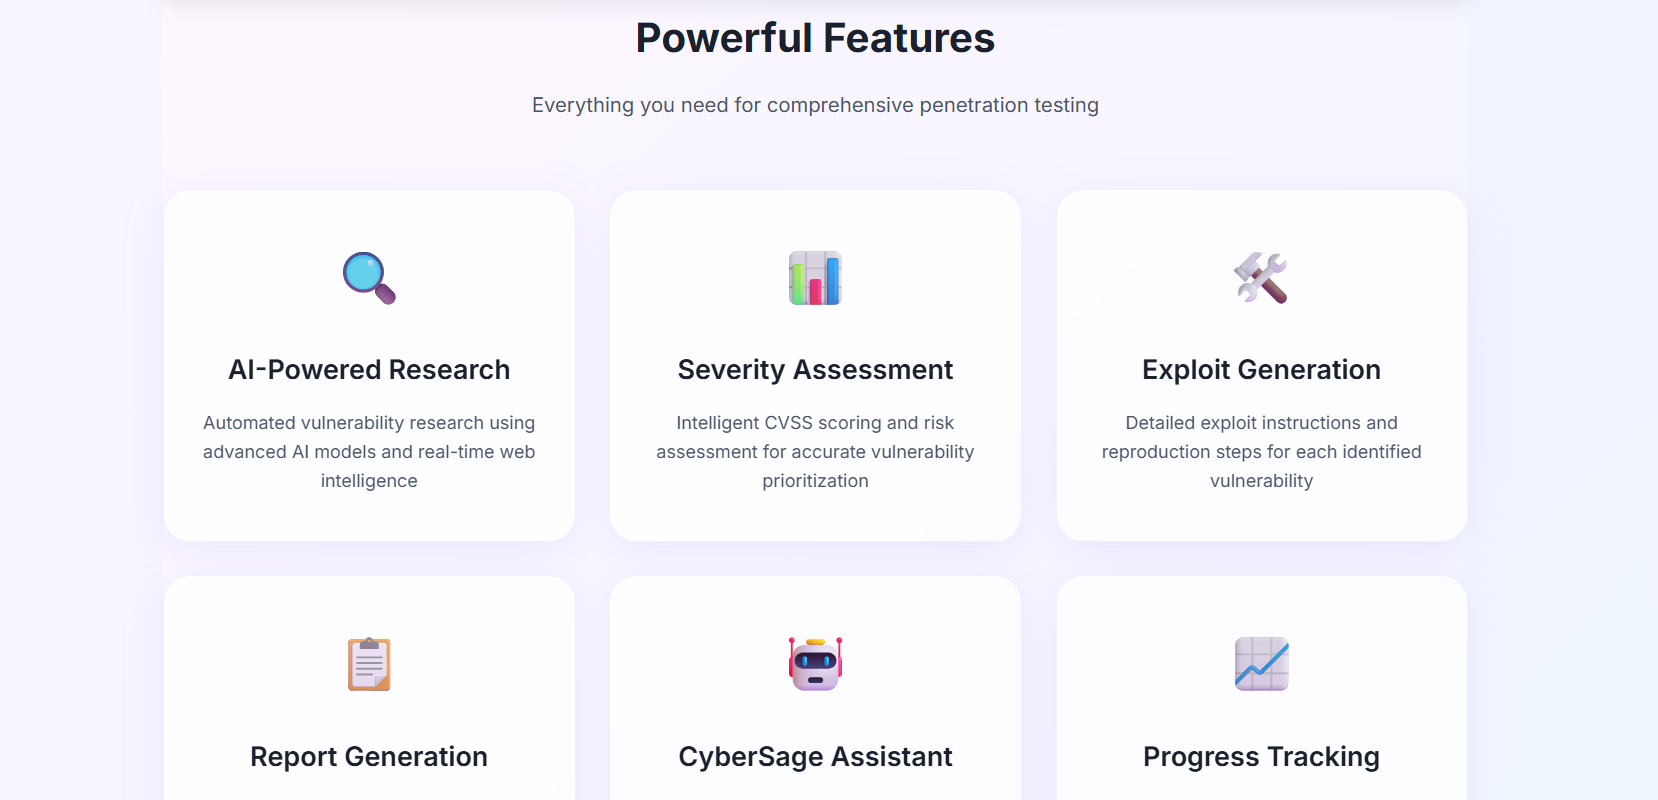 Powerful Features
Everything you need for comprehensive penetration testing
AI-Powered Research
Automated vulnerability research using
advanced AI models and real-time web
intelligence
Severity Assessment
Intelligent CVSS scoring and risk
assessment for accurate vulnerability
prioritization
Exploit Generation
Detailed exploit instructions and
reproduction steps for each identified
vulnerability
Report Generation
CyberSage Assistant
Progress Tracking